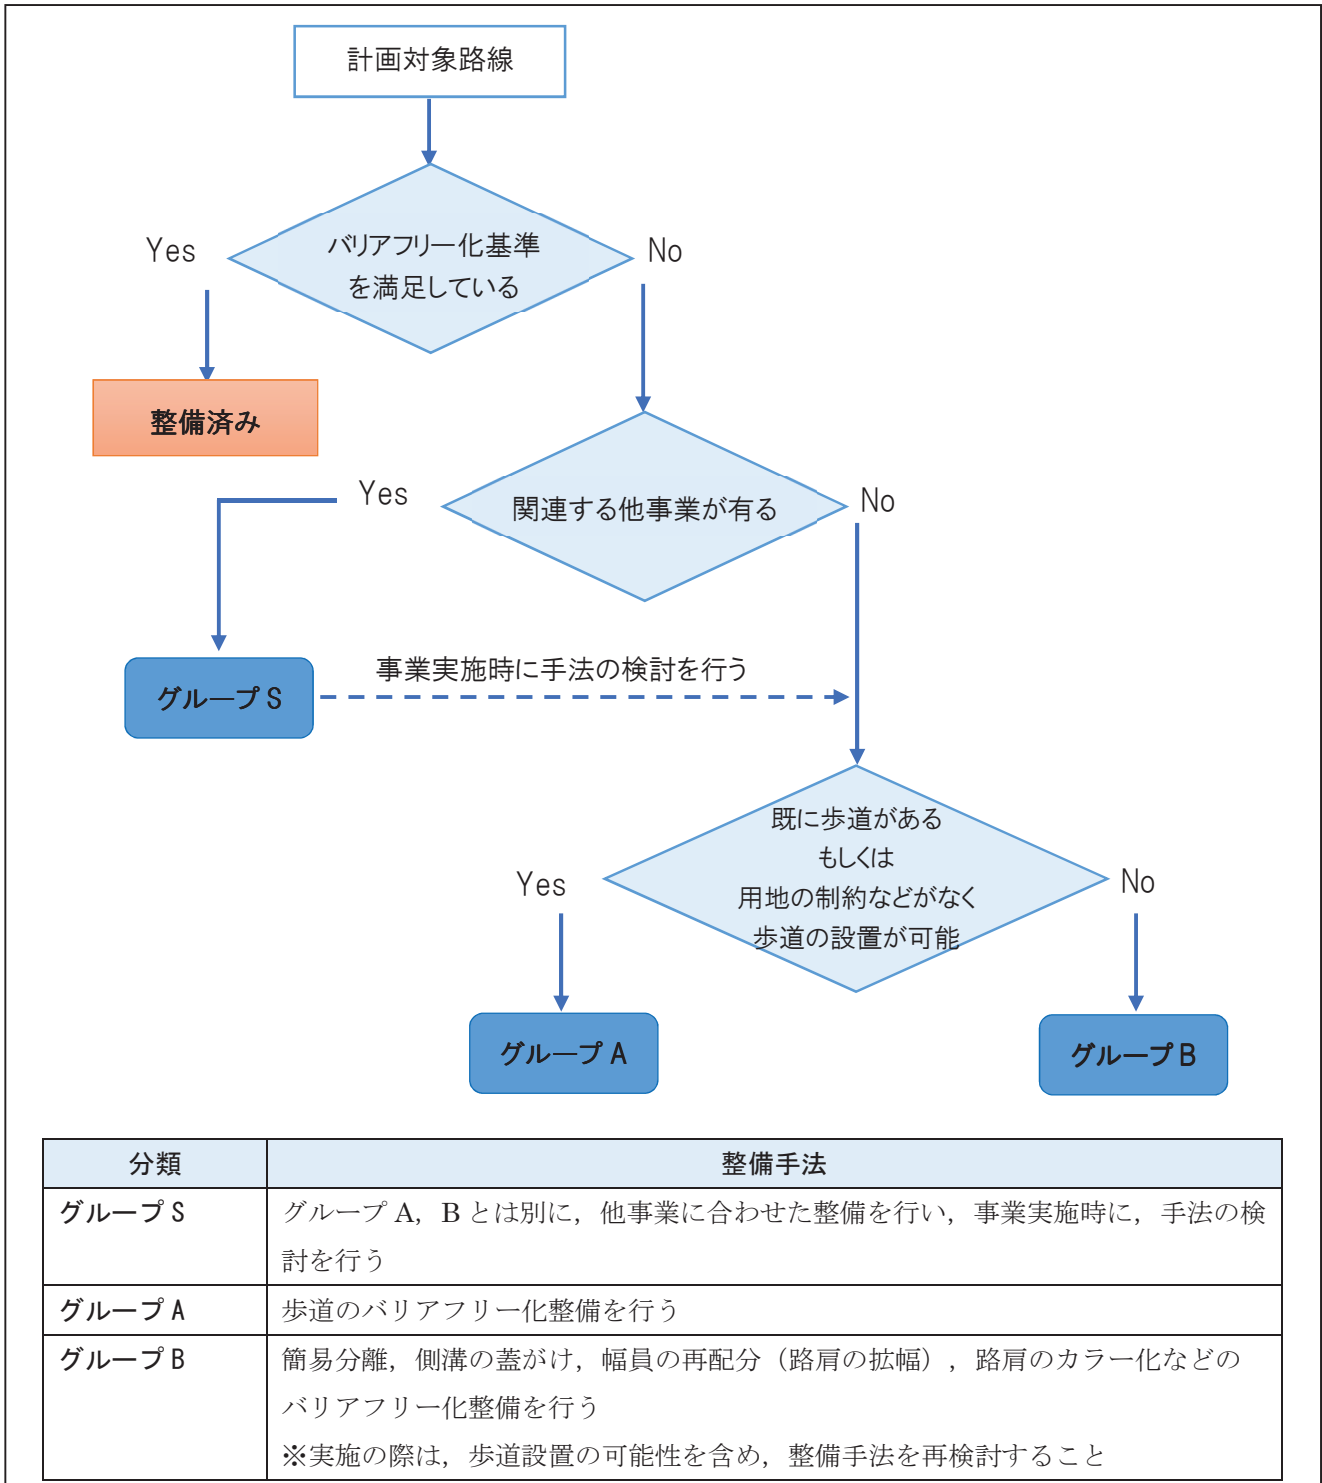 計画対象路線
バリアフリー化基準
を満足している
Yes
No
整備済み
関連する他事業が有る
Yes
No
グループ S
事業実施時に手法の検討を行う
既に歩道がある
もしくは
用地の制約などがなく
歩道の設置が可能
Yes
No
グループ A
グループ B
分類 整備手法
グループ S グループ A，B とは別に，他事業に合わせた整備を行い，事業実施時に，手法の検
討を行う
グループ A 歩道のバリアフリー化整備を行う
グループ B 簡易分離，側溝の蓋がけ，幅員の再配分（路肩の拡幅），路肩のカラー化などの
バリアフリー化整備を行う
※実施の際は，歩道設置の可能性を含め，整備手法を再検討すること